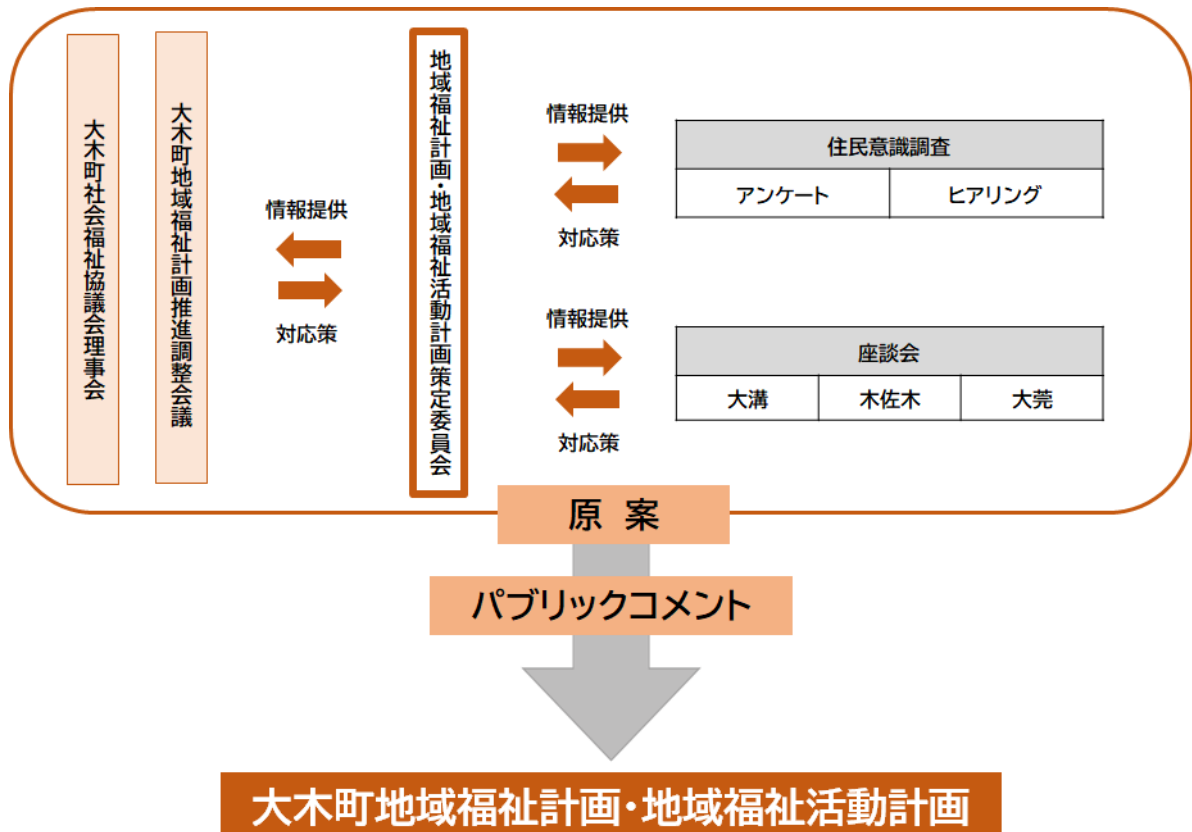 大木町社会福祉協議会理事会
大木町地域福祉計画推進調整会議
情報提供
対応策
地域福祉計画・地域福祉活動計画策定委員会
情報提供
対応策
住民意識調査
アンケート
ヒアリング
情報提供
対応策
座談会
大溝
木佐木
大莞
原 案
パブリックコメント
大木町地域福祉計画・地域福祉活動計画